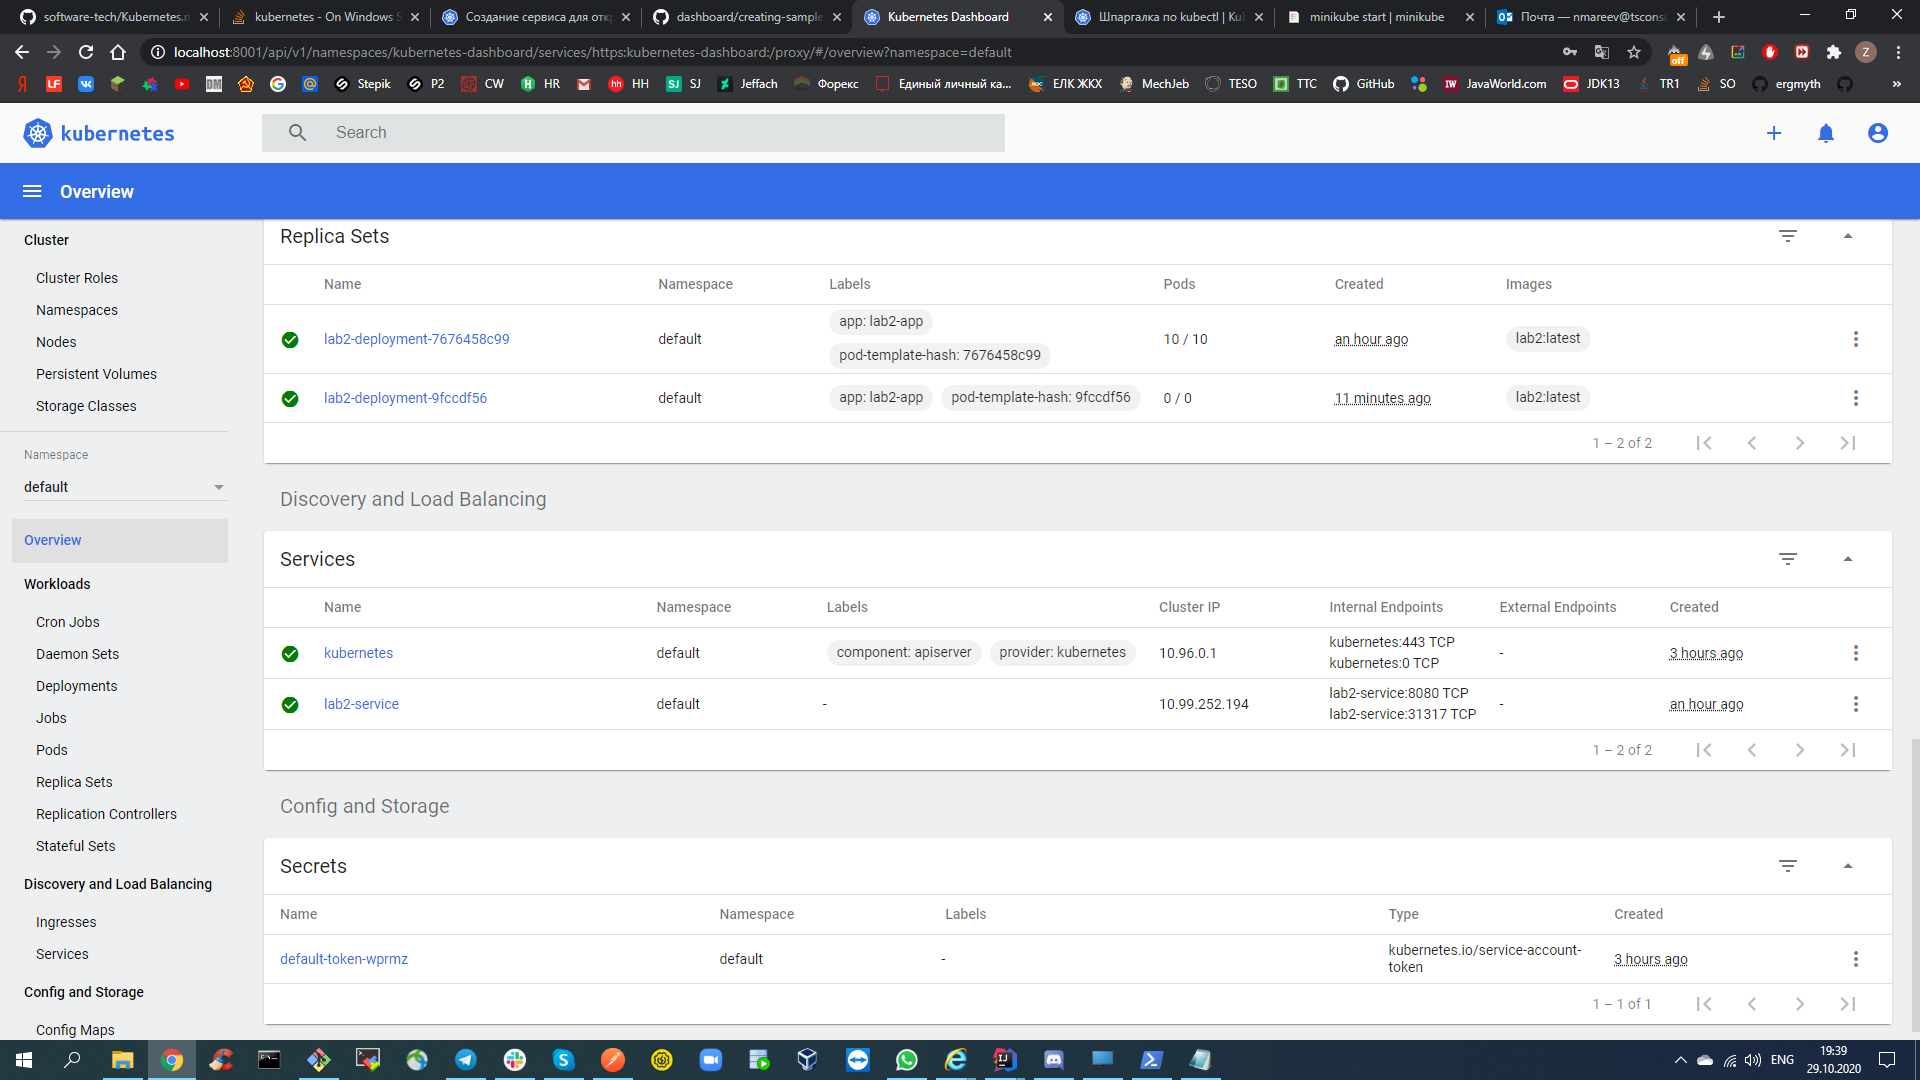 software-tech/Kubernetes.m
kubernetes - On Windows S
Создание сервиса для откр
dashboard/creating-sample
Kubernetes Dashboard
Шпаргалка по kubectl | Kub
minikube start | minikube
Почта — nmareev@tsconsu
localhost:8001/api/v1/namespaces/kubernetes-dashboard/services/https:kubernetes-dashboard:/proxy/#/overview?namespace=default
off
Z
Я LF DM Stepik P2 CW HR hh HH SJ SJ Jeffach Форекс Единый личный ка... ЕЛК ЖКХ MechJeb TESO TTC GitHub IW JavaWorld.com JDK13 TR1 SO ergmyth »
kubernetes
Search
Overview
Cluster
Cluster Roles
Namespaces
Nodes
Persistent Volumes
Storage Classes
Namespace
default
Overview
Workloads
Cron Jobs
Daemon Sets
Deployments
Jobs
Pods
Replica Sets
Replication Controllers
Stateful Sets
Discovery and Load Balancing
Ingresses
Services
Config and Storage
Config Maps
Replica Sets
Name Namespace Labels Pods Created Images
lab2-deployment-7676458c99 default app: lab2-app pod-template-hash: 7676458c99 10 / 10 an hour ago lab2:latest
lab2-deployment-9fccdf56 default app: lab2-app pod-template-hash: 9fccdf56 0 / 0 11 minutes ago lab2:latest
1 – 2 of 2
Discovery and Load Balancing
Services
Name Namespace Labels Cluster IP Internal Endpoints External Endpoints Created
kubernetes default component: apiserver provider: kubernetes 10.96.0.1 kubernetes:443 TCP kubernetes:0 TCP - 3 hours ago
lab2-service default - 10.99.252.194 lab2-service:8080 TCP lab2-service:31317 TCP - an hour ago
1 – 2 of 2
Config and Storage
Secrets
Name Namespace Labels Type Created
default-token-wprmz default - kubernetes.io/service-account-token 3 hours ago
1 – 1 of 1
ENG
19:39
29.10.2020